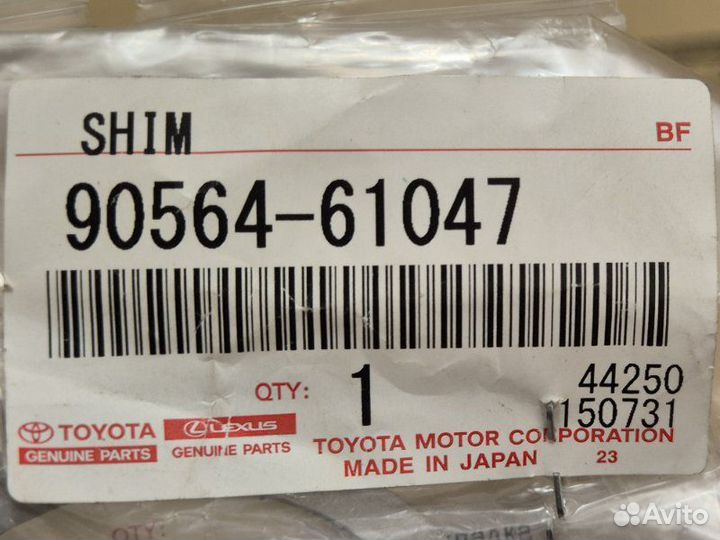 SHIM
BF
90564-61047
QTY: 1
44250
150731
TOYOTA LEXUS
GENUINE PARTS GENUINE PARTS
TOYOTA MOTOR CORPORATION
MADE IN JAPAN 23
QTY:
Avito